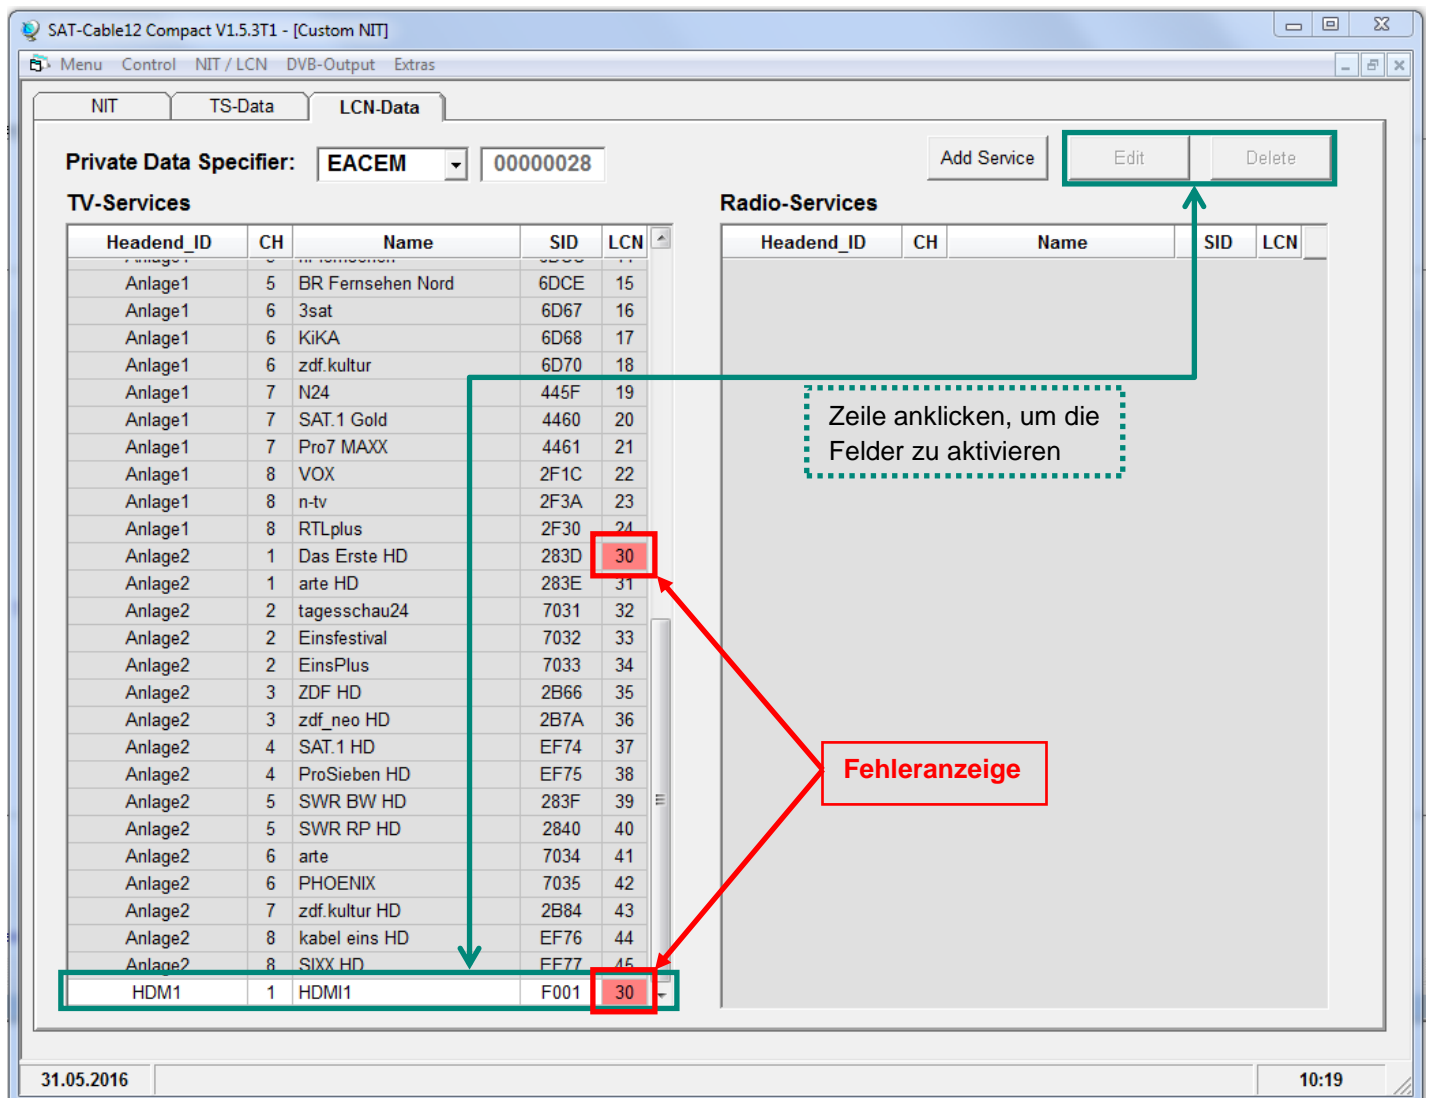 SAT-Cable12 Compact V1.5.3T1 - [Custom NIT]
Menu Control NIT / LCN DVB-Output Extras
NIT TS-Data LCN-Data
Private Data Specifier: EACEM 00000028 Add Service Edit Delete
TV-Services Radio-Services
Headend_ID CH Name SID LCN Headend_ID CH Name SID LCN
Anlage1 5 BR Fernsehen Nord 6DCE 15
Anlage1 6 3sat 6D67 16
Anlage1 6 KiKA 6D68 17
Anlage1 6 zdf.kultur 6D70 18
Anlage1 7 N24 445F 19
Anlage1 7 SAT.1 Gold 4460 20
Anlage1 7 Pro7 MAXX 4461 21
Anlage1 8 VOX 2F1C 22
Anlage1 8 n-tv 2F3A 23
Anlage1 8 RTLplus 2F30 24
Anlage2 1 Das Erste HD 283D 30
Anlage2 1 arte HD 283E 31
Anlage2 2 tagesschau24 7031 32
Anlage2 2 Einsfestival 7032 33
Anlage2 2 EinsPlus 7033 34
Anlage2 3 ZDF HD 2B66 35
Anlage2 3 zdf_neo HD 2B7A 36
Anlage2 4 SAT.1 HD EF74 37
Anlage2 4 ProSieben HD EF75 38
Anlage2 5 SWR BW HD 283F 39
Anlage2 5 SWR RP HD 2840 40
Anlage2 6 arte 7034 41
Anlage2 6 PHOENIX 7035 42
Anlage2 7 zdf.kultur HD 2B84 43
Anlage2 8 kabel eins HD EF76 44
Anlage2 8 SIXX HD EF77 45
HDM1 1 HDMI1 F001 30
Zeile anklicken, um die
Felder zu aktivieren
Fehleranzeige
31.05.2016 10:19